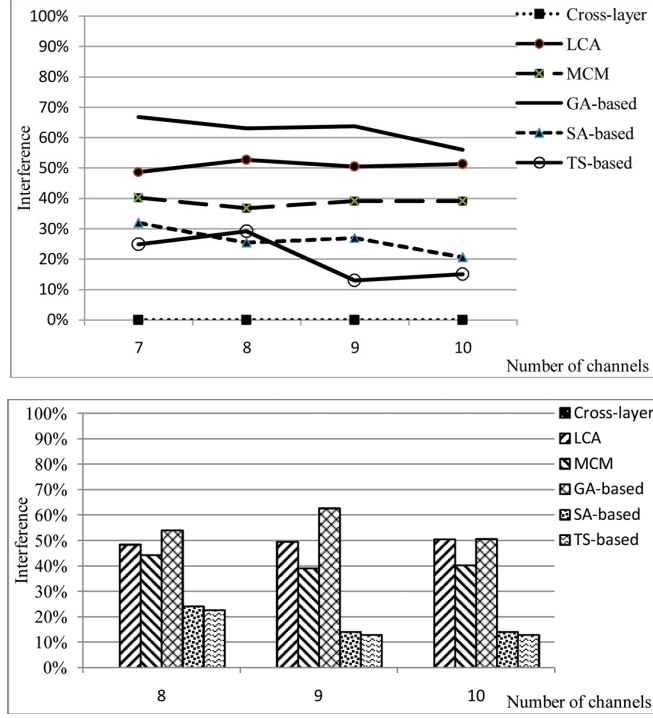 100%
90%
80%
70%
60%
50%
40%
30%
20%
10%
0%
Interference
7 8 9 10
Number of channels
Cross-layer
LCA
MCM
GA-based
SA-based
TS-based
100%
90%
80%
70%
60%
50%
40%
30%
20%
10%
0%
Interference
8 9 10
Number of channels
Cross-layer
LCA
MCM
GA-based
SA-based
TS-based